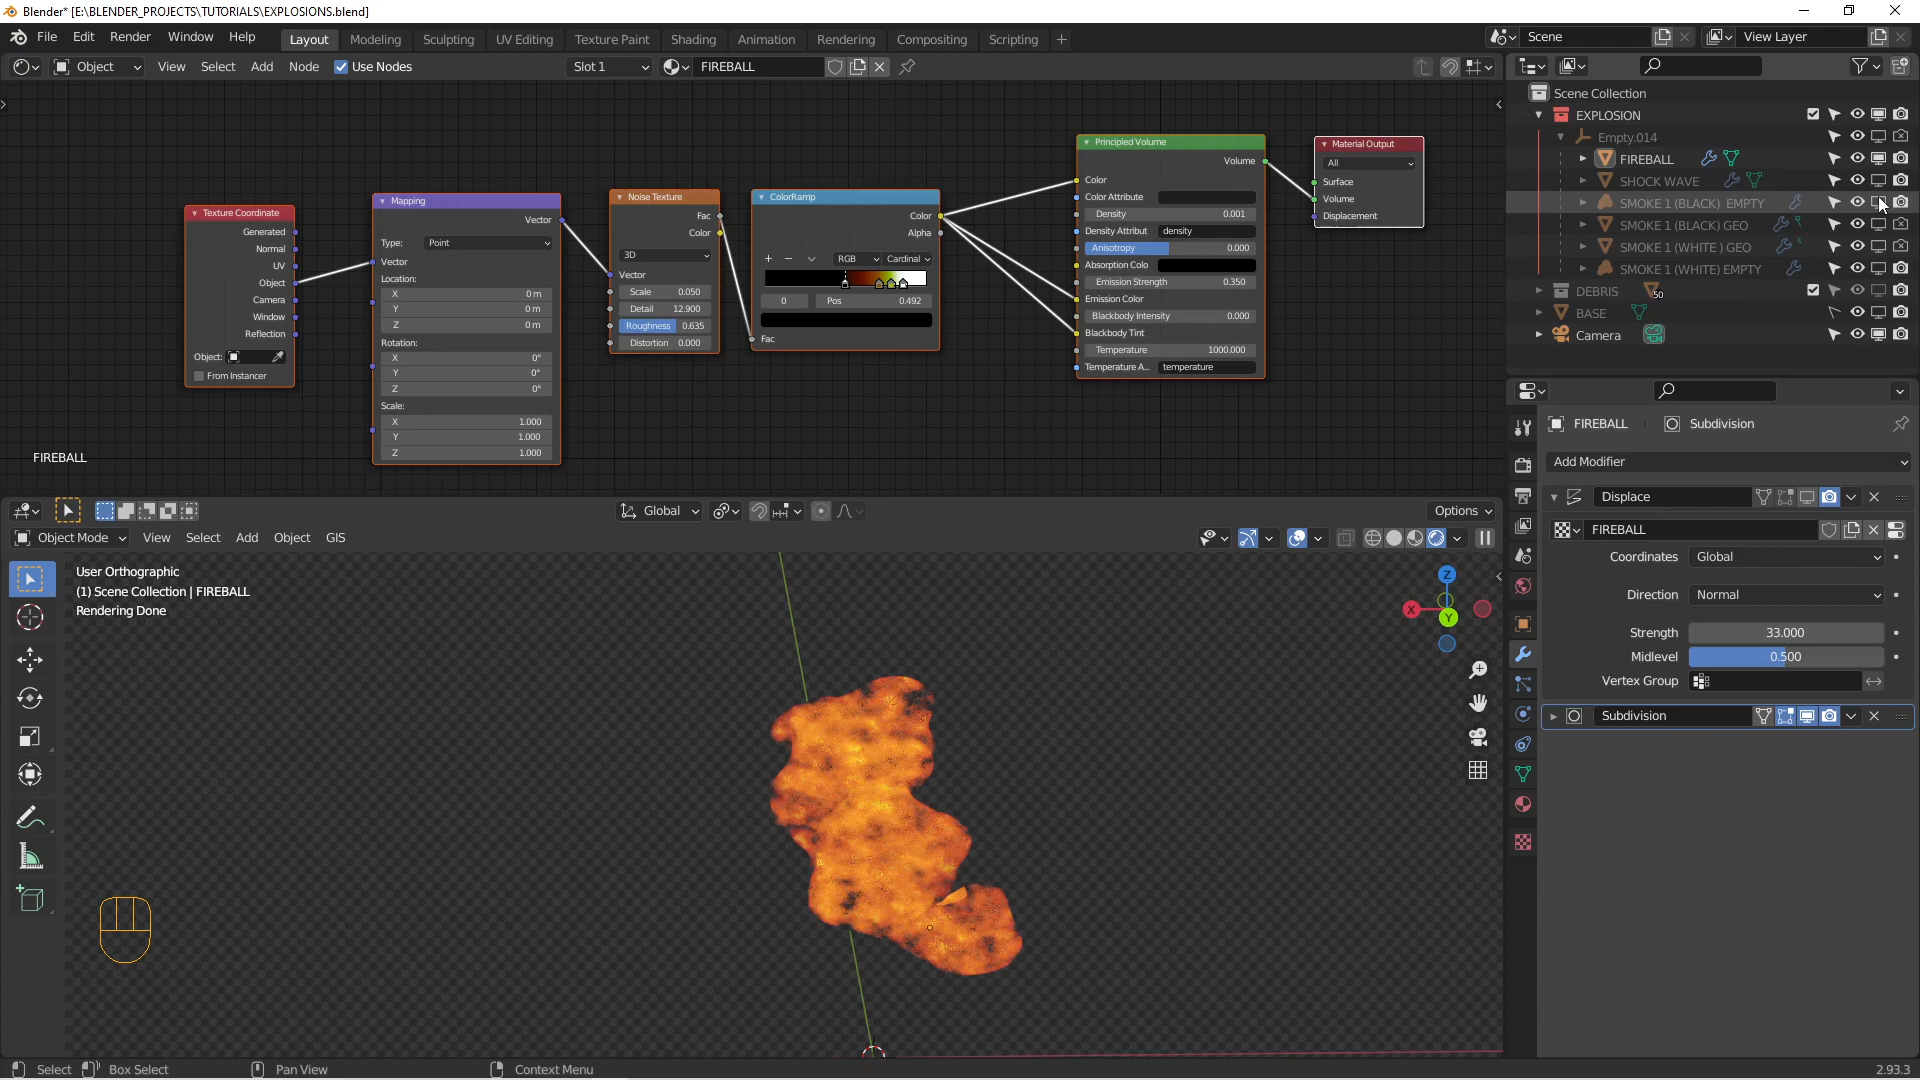 Blender* [E:\BLENDER_PROJECTS\TUTORIALS\EXPLOSIONS.blend]
File Edit Render Window Help Layout Modeling Sculpting UV Editing Texture Paint Shading Animation Rendering Compositing Scripting Scene View Layer
Object View Select Add Node Use Nodes Slot 1 FIREBALL
Scene Collection
EXPLOSION
Empty.014
FIREBALL
SHOCK WAVE
SMOKE 1 (BLACK) EMPTY
SMOKE 1 (BLACK) GEO
SMOKE 1 (WHITE ) GEO
SMOKE 1 (WHITE) EMPTY
DEBRIS 50
BASE
Camera
Texture Coordinate
Generated
Normal
UV
Object
Camera
Window
Reflection
Object:
From Instancer
Mapping
Vector
Type: Point
Vector
Location:
X 0 m
Y 0 m
Z 0 m
Rotation:
X 0°
Y 0°
Z 0°
Scale:
X 1.000
Y 1.000
Z 1.000
Noise Texture
Fac
Color
3D
Vector
Scale 0.050
Detail 12.900
Roughness 0.635
Distortion 0.000
ColorRamp
Color
Alpha
RGB Cardinal
0 Pos 0.492
Fac
Principled Volume
Volume
Color
Color Attribute
Density 0.001
Density Attribut density
Anisotropy 0.000
Absorption Colo
Emission Strength 0.350
Emission Color
Blackbody Intensity 0.000
Blackbody Tint
Temperature 1000.000
Temperature A... temperature
Material Output
All
Surface
Volume
Displacement
FIREBALL
FIREBALL Subdivision
Add Modifier
Displace
FIREBALL
Coordinates Global
Direction Normal
Strength 33.000
Midlevel 0.500
Vertex Group
Subdivision
Global Options
Object Mode View Select Add Object GIS
User Orthographic
(1) Scene Collection | FIREBALL
Rendering Done
Z
X
Y
Select Box Select Pan View Context Menu 2.93.3